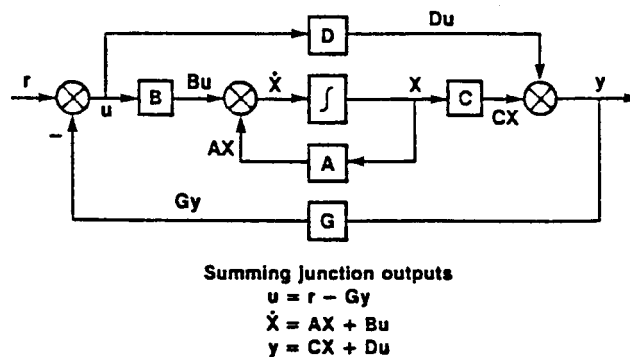 D
Du
r
u
B
Bu
Ẋ
∫
X
C
CX
y
AX
A
−
Gy
G
Summing junction outputs
u = r − Gy
Ẋ = AX + Bu
y = CX + Du